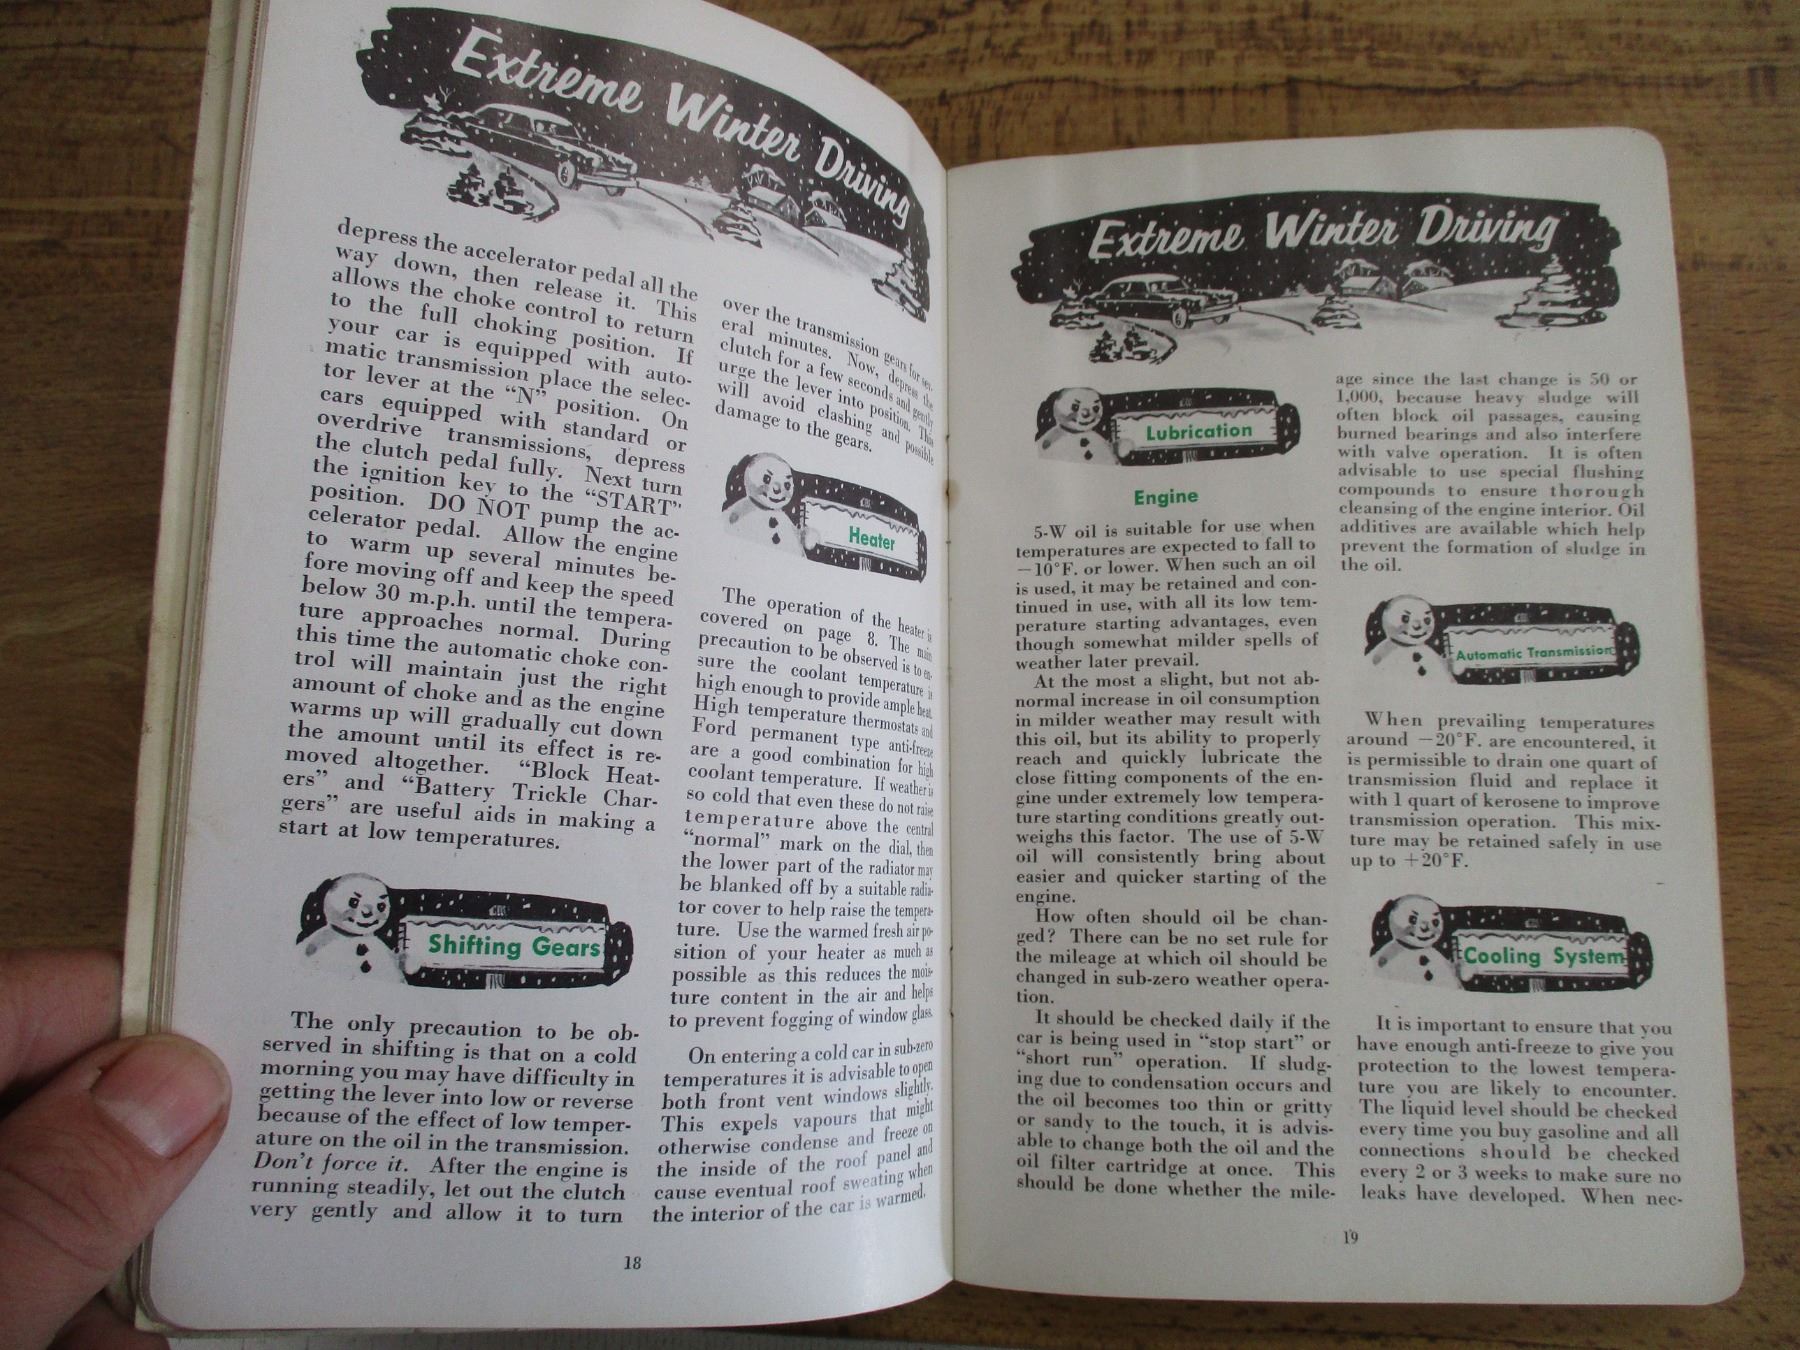 Extreme Winter Driving
depress the accelerator pedal all the
way down, then release it. This
allows the choke control to return
to the full choking position. If
your car is equipped with auto-
matic transmission place the selec-
tor lever at the “N” position. On
cars equipped with standard or
overdrive transmissions, depress
the clutch pedal fully. Next turn
the ignition key to the “START”
position. DO NOT pump the ac-
celerator pedal. Allow the engine
to warm up several minutes be-
fore moving off and keep the speed
below 30 m.p.h. until the tempera-
ture approaches normal. During
this time the automatic choke con-
trol will maintain just the right
amount of choke and as the engine
warms up will gradually cut down
the amount until its effect is re-
moved altogether. “Block Heat-
ers” and “Battery Trickle Char-
gers” are useful aids in making a
start at low temperatures.
Shifting Gears
The only precaution to be ob-
served in shifting is that on a cold
morning you may have difficulty in
getting the lever into low or reverse
because of the effect of low temper-
ature on the oil in the transmission.
Don't force it. After the engine is
running steadily, let out the clutch
very gently and allow it to turn
over the transmission gears for sev-
eral minutes. Now, depress the
clutch for a few seconds and gently
urge the lever into position. This
will avoid clashing and possible
damage to the gears.
Heater
The operation of the heater is
covered on page 8. The main
precaution to be observed is to en-
sure the coolant temperature is
high enough to provide ample heat.
High temperature thermostats and
Ford permanent type anti-freeze
are a good combination for high
coolant temperature. If weather is
so cold that even these do not raise
temperature above the central
“normal” mark on the dial, then
the lower part of the radiator may
be blanked off by a suitable radia-
tor cover to help raise the tempera-
ture. Use the warmed fresh air po-
sition of your heater as much as
possible as this reduces the mois-
ture content in the air and helps
to prevent fogging of window glass.
On entering a cold car in sub-zero
temperatures it is advisable to open
both front vent windows slightly.
This expels vapours that might
otherwise condense and freeze on
the inside of the roof panel and
cause eventual roof sweating when
the interior of the car is warmed.
18
Extreme Winter Driving
Lubrication
Engine
5-W oil is suitable for use when
temperatures are expected to fall to
—10°F. or lower. When such an oil
is used, it may be retained and con-
tinued in use, with all its low tem-
perature starting advantages, even
though somewhat milder spells of
weather later prevail.
At the most a slight, but not ab-
normal increase in oil consumption
in milder weather may result with
this oil, but its ability to properly
reach and quickly lubricate the
close fitting components of the en-
gine under extremely low tempera-
ture starting conditions greatly out-
weighs this factor. The use of 5-W
oil will consistently bring about
easier and quicker starting of the
engine.
How often should oil be chan-
ged? There can be no set rule for
the mileage at which oil should be
changed in sub-zero weather opera-
tion.
It should be checked daily if the
car is being used in “stop start” or
“short run” operation. If sludg-
ing due to condensation occurs and
the oil becomes too thin or gritty
or sandy to the touch, it is advis-
able to change both the oil and the
oil filter cartridge at once. This
should be done whether the mile-
age since the last change is 50 or
1,000, because heavy sludge will
often block oil passages, causing
burned bearings and also interfere
with valve operation. It is often
advisable to use special flushing
compounds to ensure thorough
cleansing of the engine interior. Oil
additives are available which help
prevent the formation of sludge in
the oil.
Automatic Transmission
When prevailing temperatures
around —20°F. are encountered, it
is permissible to drain one quart of
transmission fluid and replace it
with 1 quart of kerosene to improve
transmission operation. This mix-
ture may be retained safely in use
up to +20°F.
Cooling System
It is important to ensure that you
have enough anti-freeze to give you
protection to the lowest tempera-
ture you are likely to encounter.
The liquid level should be checked
every time you buy gasoline and all
connections should be checked
every 2 or 3 weeks to make sure no
leaks have developed. When nec-
19